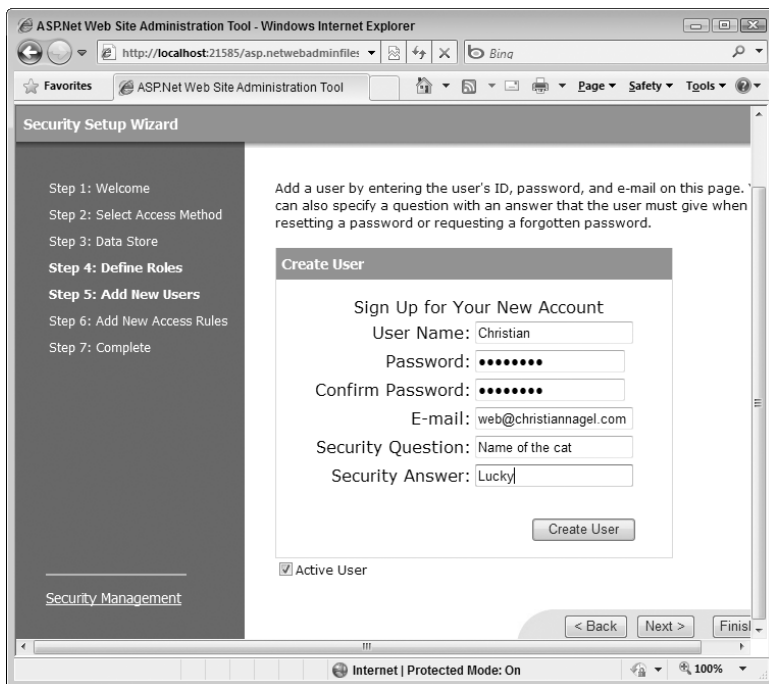 ASP.Net Web Site Administration Tool - Windows Internet Explorer
http://localhost:21585/asp.netwebadminfiles
Bing
Favorites
ASP.Net Web Site Administration Tool
Page
Safety
Tools
Security Setup Wizard
Step 1: Welcome
Step 2: Select Access Method
Step 3: Data Store
Step 4: Define Roles
Step 5: Add New Users
Step 6: Add New Access Rules
Step 7: Complete
Security Management
Add a user by entering the user's ID, password, and e-mail on this page.
can also specify a question with an answer that the user must give when
resetting a password or requesting a forgotten password.
Create User
Sign Up for Your New Account
User Name: Christian
Password: ••••••••
Confirm Password: ••••••••
E-mail: web@christiannagel.com
Security Question: Name of the cat
Security Answer: Lucky
Create User
Active User
< Back
Next >
Finish
Internet | Protected Mode: On
100%